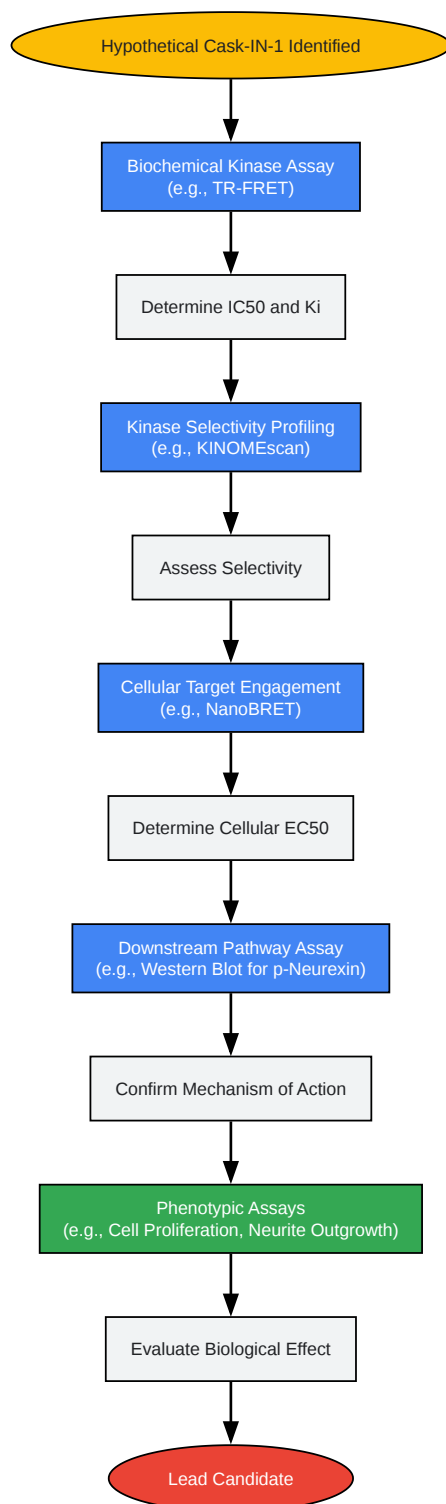 Hypothetical Cask-IN-1 Identified
Biochemical Kinase Assay
(e.g., TR-FRET)
Determine IC50 and Ki
Kinase Selectivity Profiling
(e.g., KINOMEscan)
Assess Selectivity
Cellular Target Engagement
(e.g., NanoBRET)
Determine Cellular EC50
Downstream Pathway Assay
(e.g., Western Blot for p-Neurexin)
Confirm Mechanism of Action
Phenotypic Assays
(e.g., Cell Proliferation, Neurite Outgrowth)
Evaluate Biological Effect
Lead Candidate